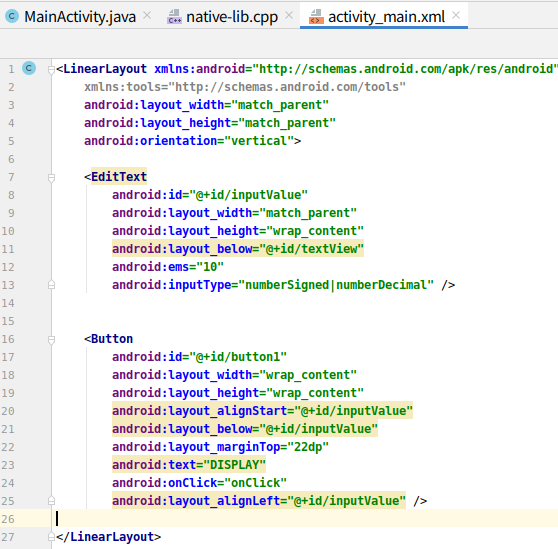 MainActivity.java native-lib.cpp activity_main.xml
1 <LinearLayout xmlns:android="http://schemas.android.com/apk/res/android"
2 xmlns:tools="http://schemas.android.com/tools"
3 android:layout_width="match_parent"
4 android:layout_height="match_parent"
5 android:orientation="vertical">
6
7 <EditText
8 android:id="@+id/inputValue"
9 android:layout_width="match_parent"
10 android:layout_height="wrap_content"
11 android:layout_below="@+id/textView"
12 android:ems="10"
13 android:inputType="numberSigned|numberDecimal" />
14
15
16 <Button
17 android:id="@+id/button1"
18 android:layout_width="wrap_content"
19 android:layout_height="wrap_content"
20 android:layout_alignStart="@+id/inputValue"
21 android:layout_below="@+id/inputValue"
22 android:layout_marginTop="22dp"
23 android:text="DISPLAY"
24 android:onClick="onClick"
25 android:layout_alignLeft="@+id/inputValue" />
26
27 </LinearLayout>